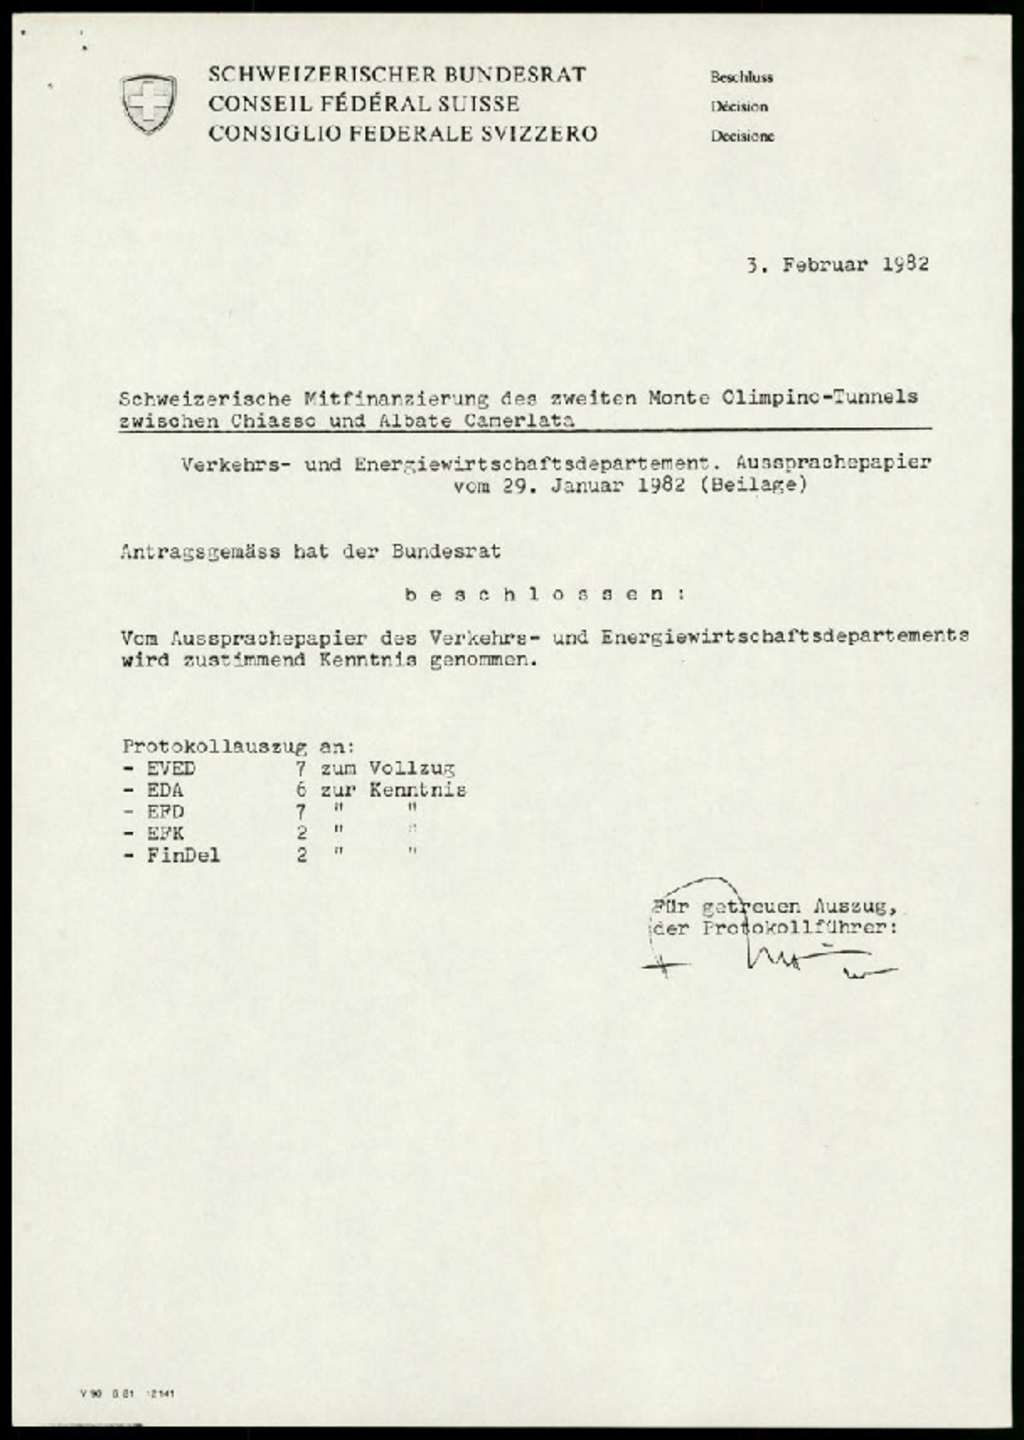 SCHWEIZERISCHER BUNDESRAT
CONSEIL FÉDÉRAL SUISSE
CONSIGLIO FEDERALE SVIZZERO
Beschluss
Décision
Decisione
3. Februar 1982
Schweizerische Mitfinanzierung des zweiten Monte Olimpino-Tunnels
zwischen Chiasso und Albate Camerlata
Verkehrs- und Energiewirtschaftsdepartement. Aussprachepapier
vom 29. Januar 1982 (Beilage)
Antragsgemäss hat der Bundesrat
b e s c h l o s s e n :
Vom Aussprachepapier des Verkehrs- und Energiewirtschaftsdepartements
wird zustimmend Kenntnis genommen.
Protokollauszug an:
- EVED 7 zum Vollzug
- EDA 6 zur Kenntnis
- EFD 7 " "
- EFK 2 " "
- FinDel 2 " "
Für getreuen Auszug,
der Protokollführer:
V 90 12141